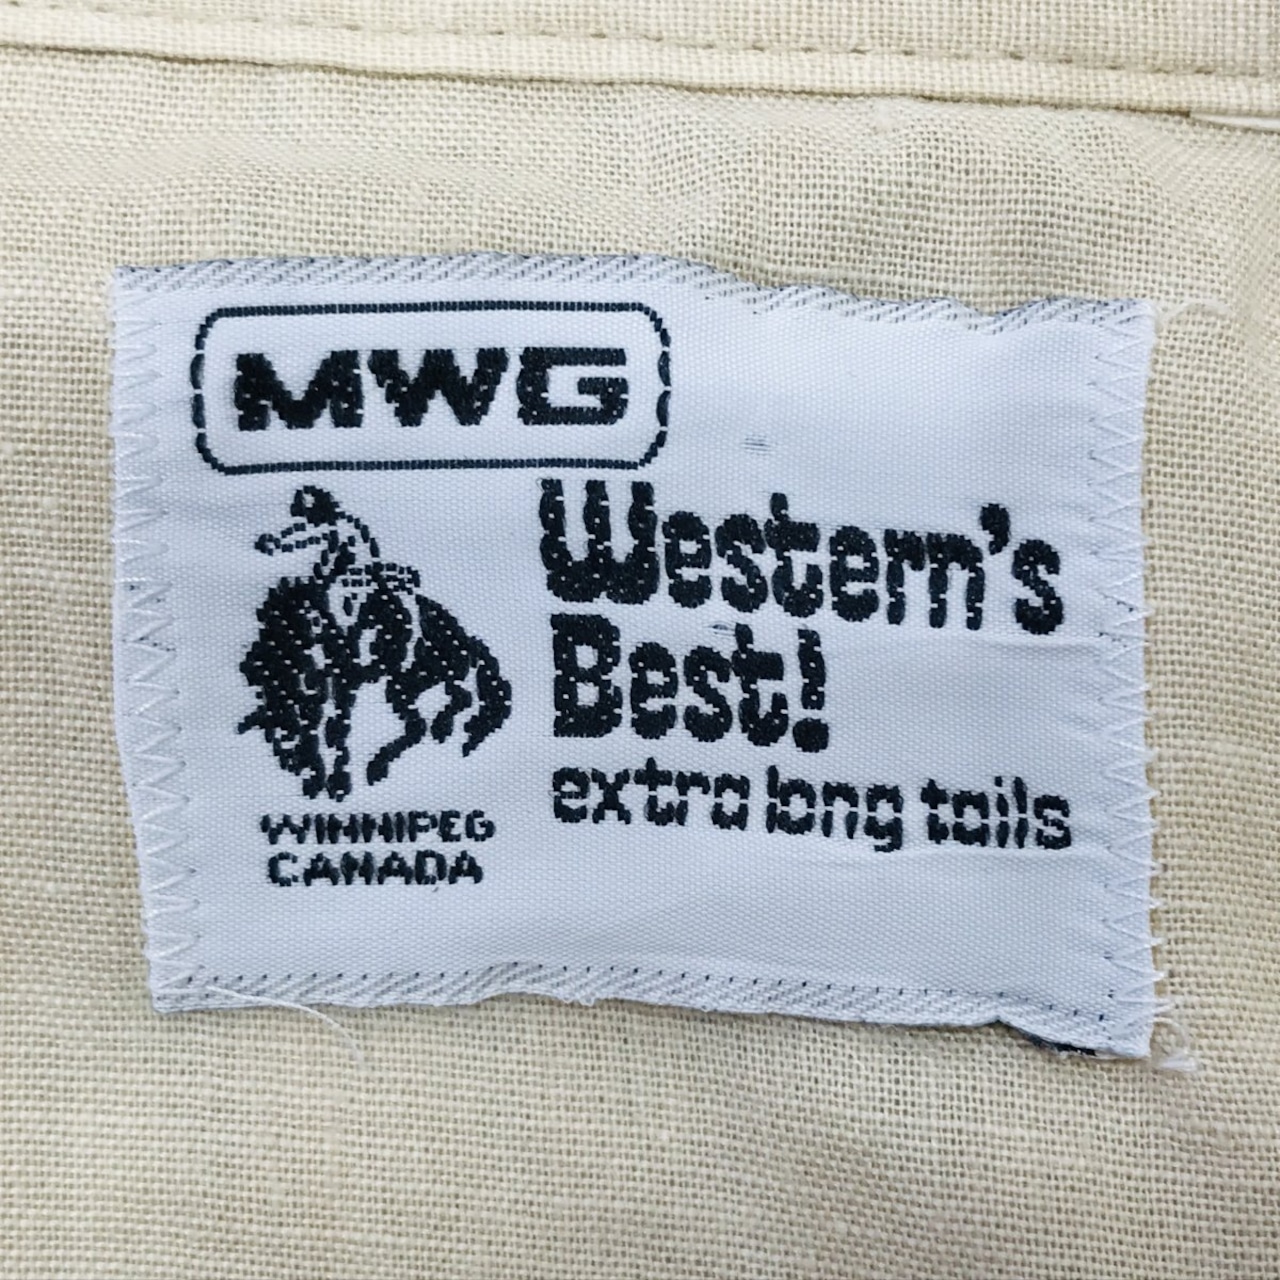 MWG
Western's
Best!
extra long tails
WINNIPEG
CANADA